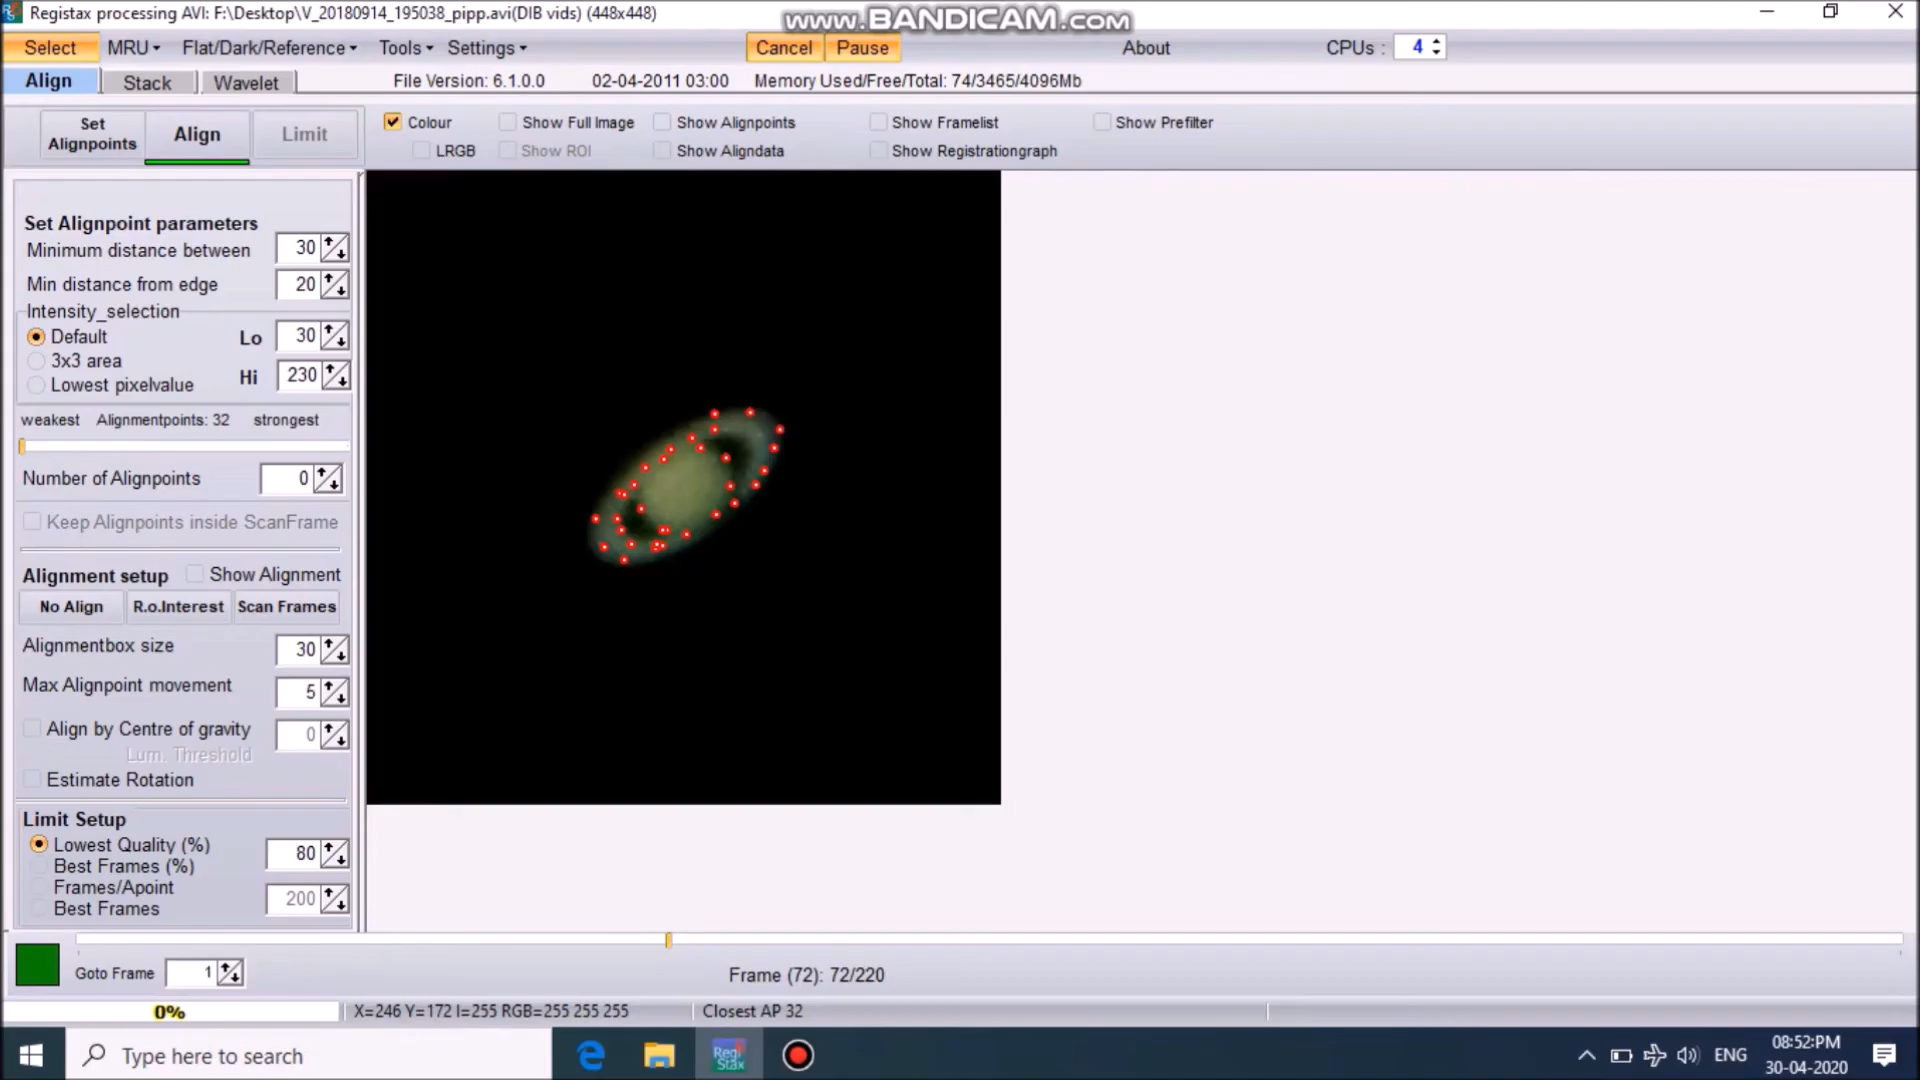 Registax processing AVI: F:\Desktop\V_20180914_195038_pipp.avi(DIB vids) (448x448)
www.BANDICAM.com
Select MRU Flat/Dark/Reference Tools Settings Cancel Pause About CPUs : 4
Align Stack Wavelet File Version: 6.1.0.0 02-04-2011 03:00 Memory Used/Free/Total: 74/3465/4096Mb
Set Alignpoints Align Limit
Colour Show Full Image Show Alignpoints Show Framelist Show Prefilter
LRGB Show ROI Show Aligndata Show Registrationgraph
Set Alignpoint parameters
Minimum distance between 30
Min distance from edge 20
Intensity_selection
Default Lo 30
3x3 area
Hi 230
Lowest pixelvalue
weakest Alignmentpoints: 32 strongest
Number of Alignpoints 0
Keep Alignpoints inside ScanFrame
Alignment setup Show Alignment
No Align R.o.Interest Scan Frames
Alignmentbox size 30
Max Alignpoint movement 5
Align by Centre of gravity 0
Lum. Threshold
Estimate Rotation
Limit Setup
Lowest Quality (%) 80
Best Frames (%)
Frames/Apoint 200
Best Frames
Goto Frame 1 Frame (72): 72/220
0% X=246 Y=172 I=255 RGB=255 255 255 Closest AP 32
Type here to search Regi Stax ENG 08:52:PM
30-04-2020